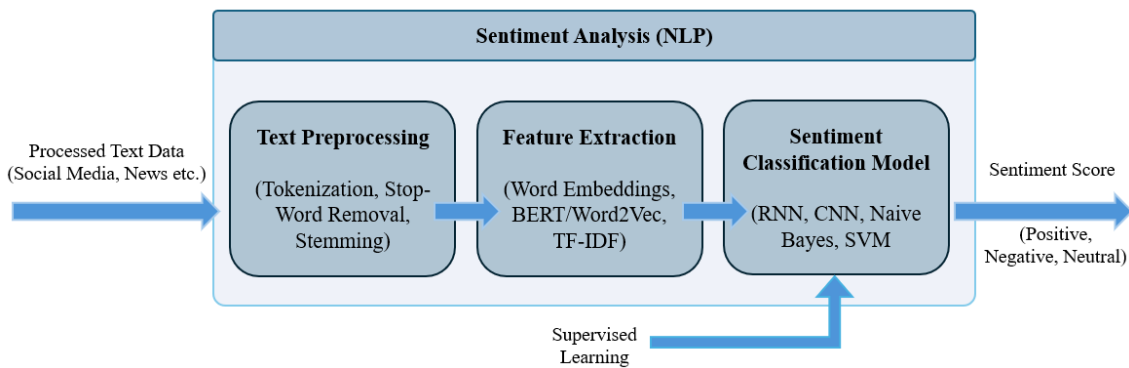 Sentiment Analysis (NLP)
Processed Text Data
(Social Media, News etc.)
Text Preprocessing
(Tokenization, Stop-
Word Removal,
Stemming)
Feature Extraction
(Word Embeddings,
BERT/Word2Vec,
TF-IDF)
Sentiment
Classification Model
(RNN, CNN, Naive
Bayes, SVM
Sentiment Score
(Positive,
Negative, Neutral)
Supervised
Learning